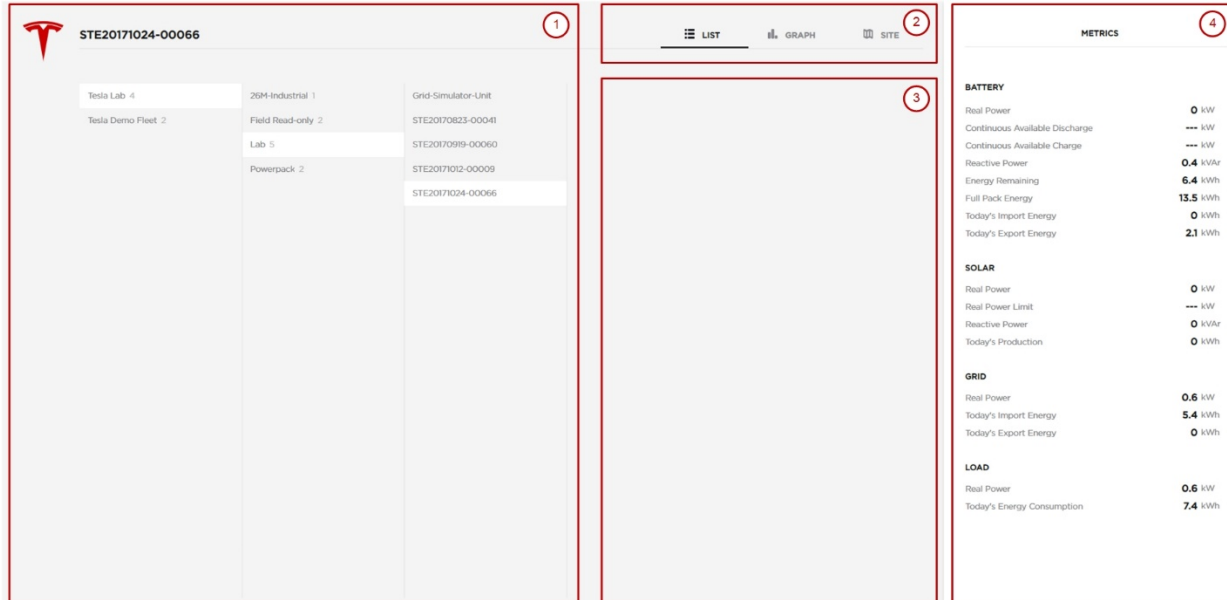 STE20171024-00066
1
Tesla Lab 4
Tesla Demo Fleet 2
26M-Industrial 1
Field Read-only 2
Lab 5
Powerpack 2
Grid-Simulator-Unit
STE20170823-00041
STE20170919-00060
STE20171012-00009
STE20171024-00066
LIST
GRAPH
SITE
2
3
METRICS
4
BATTERY
Real Power 0 kW
Continuous Available Discharge --- kW
Continuous Available Charge --- kW
Reactive Power 0.4 kVAr
Energy Remaining 6.4 kWh
Full Pack Energy 13.5 kWh
Today's Import Energy 0 kWh
Today's Export Energy 2.1 kWh
SOLAR
Real Power 0 kW
Real Power Limit --- kW
Reactive Power 0 kVAr
Today's Production 0 kWh
GRID
Real Power 0.6 kW
Today's Import Energy 5.4 kWh
Today's Export Energy 0 kWh
LOAD
Real Power 0.6 kW
Today's Energy Consumption 7.4 kWh